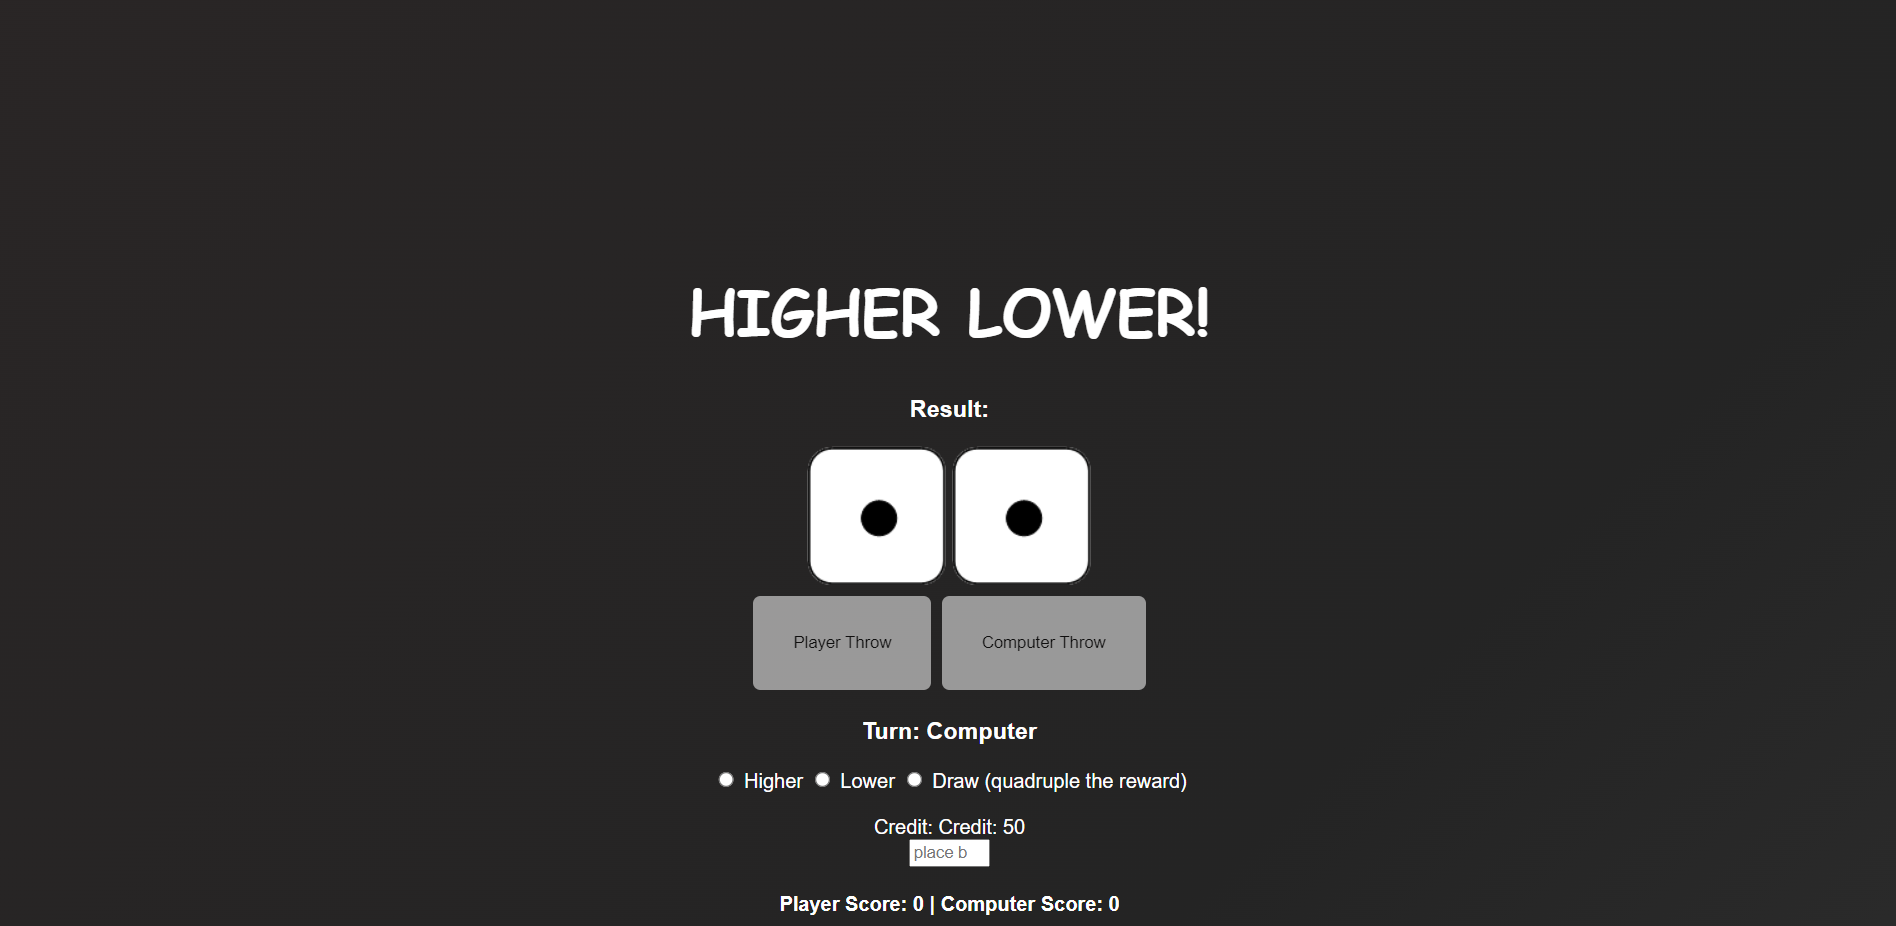 HIGHER LOWER!
Result:
Player Throw Computer Throw
Turn: Computer
Higher Lower Draw (quadruple the reward)
Credit: Credit: 50
place b
Player Score: 0 | Computer Score: 0